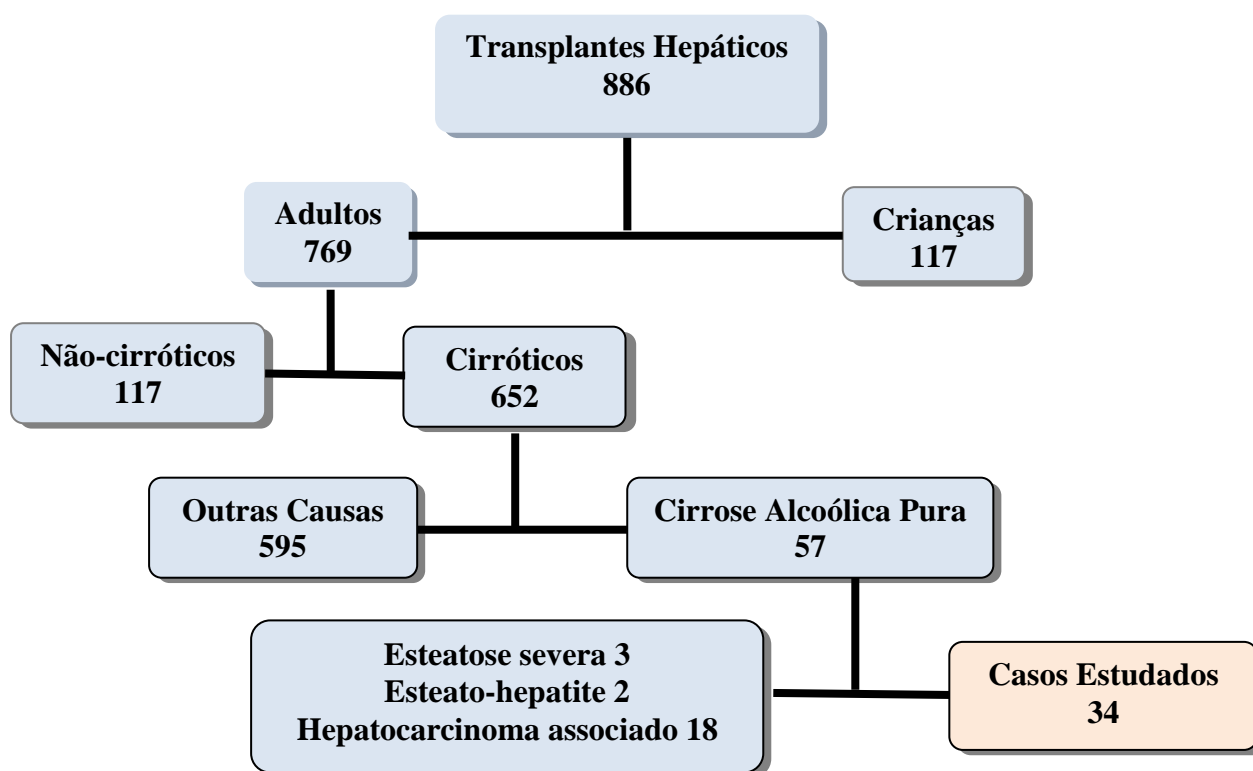 Transplantes Hepáticos
886
Adultos
769
Crianças
117
Não-cirróticos
117
Cirróticos
652
Outras Causas
595
Cirrose Alcoólica Pura
57
Esteatose severa 3
Esteato-hepatite 2
Hepatocarcinoma associado 18
Casos Estudados
34